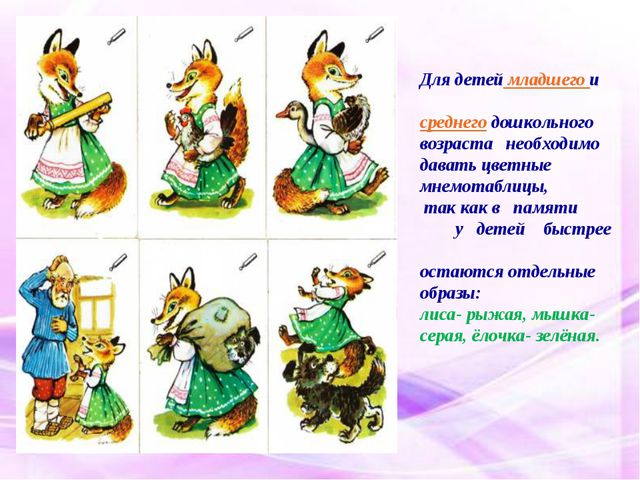 Для детей младшего и
среднего дошкольного
возраста необходимо
давать цветные
мнемотаблицы,
так как в памяти
у детей быстрее
остаются отдельные
образы:
лиса- рыжая, мышка-
серая, ёлочка- зелёная.